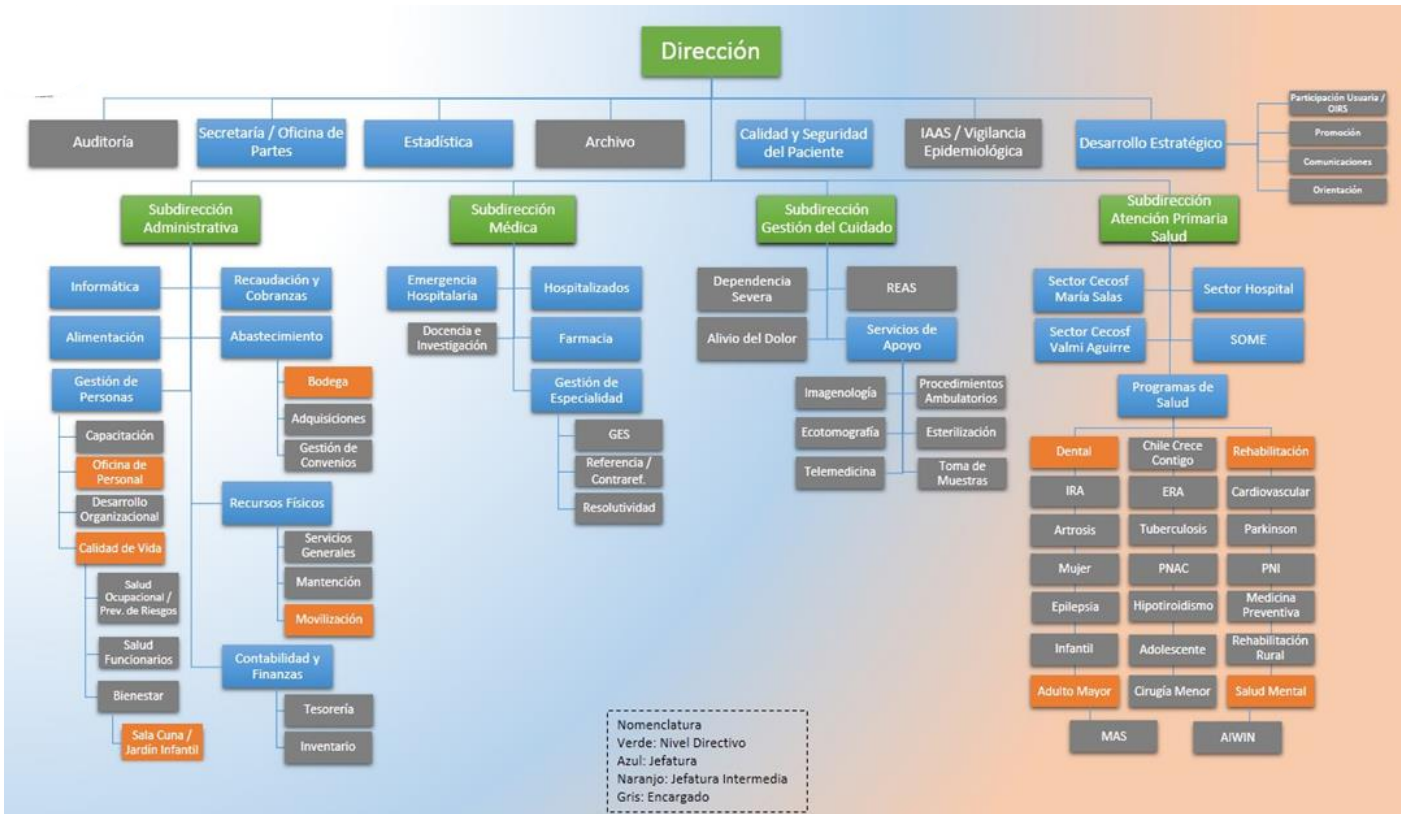 Dirección
Auditoría
Secretaría / Oficina de
Partes
Estadística
Archivo
Calidad y Seguridad
del Paciente
IAAS / Vigilancia
Epidemiológica
Desarrollo Estratégico
Participación Usuaria /
OIRS
Promoción
Comunicaciones
Orientación
Subdirección
Administrativa
Informática
Recaudación y
Cobranzas
Alimentación
Abastecimiento
Gestión de
Personas
Bodega
Adquisiciones
Gestión de
Convenios
Capacitación
Oficina de
Personal
Desarrollo
Organizacional
Calidad de Vida
Salud
Ocupacional /
Prev. de Riesgos
Salud
Funcionarios
Bienestar
Sala Cuna /
Jardín Infantil
Recursos Físicos
Servicios
Generales
Mantención
Movilización
Contabilidad y
Finanzas
Tesorería
Inventario
Subdirección
Médica
Emergencia
Hospitalaria
Hospitalizados
Docencia e
Investigación
Farmacia
Gestión de
Especialidad
GES
Referencia /
Contraref.
Resolutividad
Subdirección
Gestión del Cuidado
Dependencia
Severa
REAS
Alivio del Dolor
Servicios de
Apoyo
Imagenología
Procedimientos
Ambulatorios
Ecotomografía
Esterilización
Telemedicina
Toma de
Muestras
Subdirección
Atención Primaria
Salud
Sector Cecosf
María Salas
Sector Hospital
Sector Cecosf
Valmi Aguirre
SOME
Programas de
Salud
Dental
Chile Crece
Contigo
Rehabilitación
IRA
ERA
Cardiovascular
Artrosis
Tuberculosis
Parkinson
Mujer
PNAC
PNI
Epilepsia
Hipotiroidismo
Medicina
Preventiva
Infantil
Adolescente
Rehabilitación
Rural
Adulto Mayor
Cirugía Menor
Salud Mental
MAS
AIWIN
Nomenclatura
Verde: Nivel Directivo
Azul: Jefatura
Naranjo: Jefatura Intermedia
Gris: Encargado